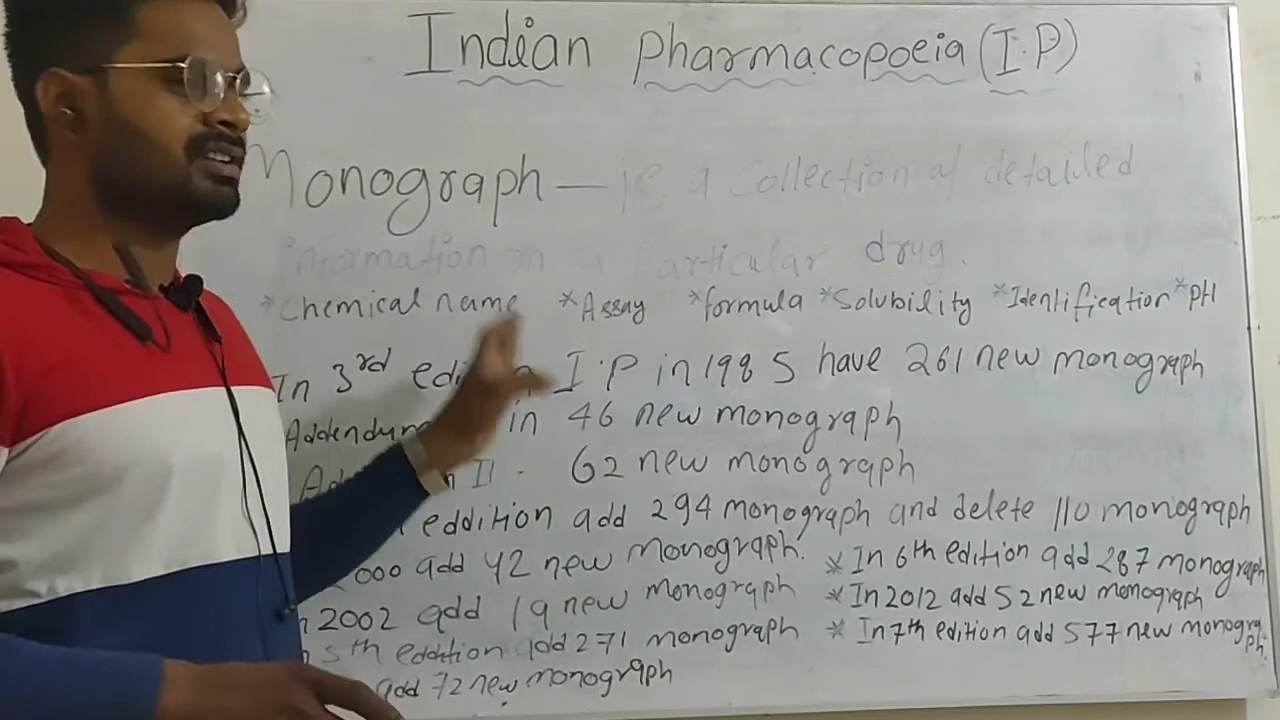 Indian Pharmacopoeia (I.P)
Monograph — is a collection of detailed
information on a Particular drug.
*Chemical name *Assay *formula *Solubility *Identification *pH
In 3rd I.P in 1985 have 261 new monograph
in 46 new monograph
II - 62 new monograph
eddition add 294 monograph and delete 110 monograph
000 add 42 new monograph.
2002 add 19 new monograph
5th eddition add 271 monograph
add 72 new monograph
* In 6th edition add 287 monograph
* In 2012 add 52 new monograph
* In 7th edition add 577 new monogra
ph.